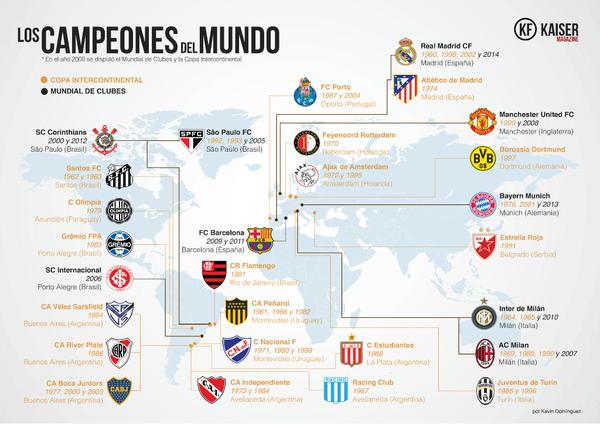 LOS CAMPEONES DEL MUNDO
* En el año 2000 se disputó el Mundial de Clubes y la Copa Intercontinental
KF KAISER
MAGAZINE
COPA INTERCONTINENTAL
MUNDIAL DE CLUBES
Real Madrid CF
1960, 1998, 2002 y 2014
Madrid (España)
Atlético de Madrid
1974
Madrid (España)
FC Porto
1987 y 2004
Oporto (Portugal)
Manchester United FC
1999 y 2008
Manchester (Inglaterra)
SC Corinthians
2000 y 2012
São Paulo (Brasil)
São Paulo FC
1992, 1993 y 2005
São Paulo (Brasil)
Feyenoord Rotterdam
1970
Roterdam (Holanda)
Borussia Dortmund
1997
Dortmund (Alemania)
Santos FC
1962 y 1963
Santos (Brasil)
Ajax de Amsterdam
1972 y 1995
Amsterdam (Holanda)
Bayern Munich
1976, 2001 y 2013
Múnich (Alemania)
C Olimpia
1979
Asunción (Paraguay)
Grêmio FPA
1983
Porto Alegre (Brasil)
FC Barcelona
2009 y 2011
Barcelona (España)
Estrella Roja
1991
Belgrado (Serbia)
SC Internacional
2006
Porto Alegre (Brasil)
CR Flamengo
1981
Rio de Janeiro (Brasil)
CA Vélez Sarsfield
1994
Buenos Aires (Argentina)
CA Peñarol
1961, 1966 y 1982
Montevideo (Uruguay)
Inter de Milán
1964, 1965 y 2010
Milán (Italia)
CA River Plate
1986
Buenos Aires (Argentina)
C Nacional F
1971, 1980 y 1988
Montevideo (Uruguay)
C Estudiantes
1968
La Plata (Argentina)
AC Milan
1969, 1989, 1990 y 2007
Milán (Italia)
CA Boca Juniors
1977, 2000 y 2003
Buenos Aires (Argentina)
CA Independiente
1973 y 1984
Avellaneda (Argentina)
Racing Club
1967
Avellaneda (Argentina)
Juventus de Turín
1985 y 1996
Turín (Italia)
por Kevin Domínguez